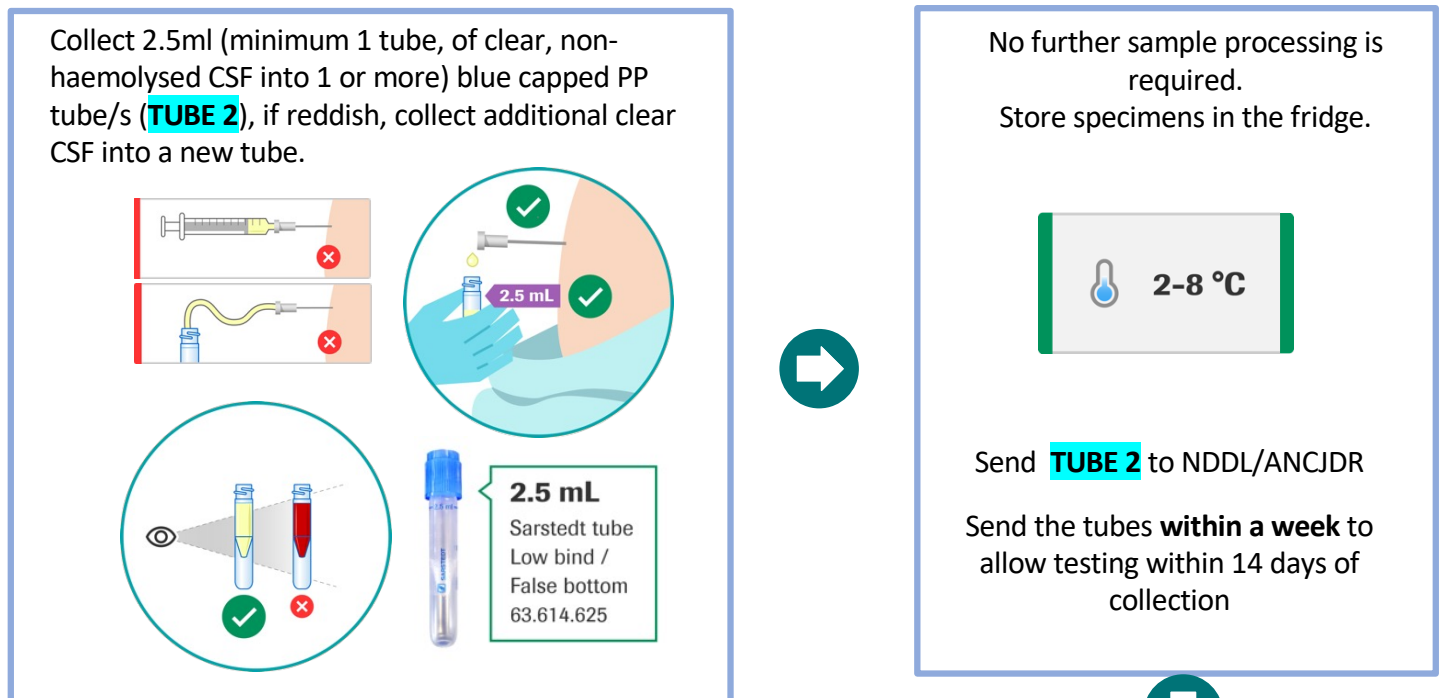 Collect 2.5ml (minimum 1 tube, of clear, non-
haemolysed CSF into 1 or more) blue capped PP
tube/s (TUBE 2), if reddish, collect additional clear
CSF into a new tube.
2.5 mL
2.5 mL
Sarstedt tube
Low bind /
False bottom
63.614.625
SARSTEDT
No further sample processing is
required.
Store specimens in the fridge.
2-8 °C
Send TUBE 2 to NDDL/ANCJDR
Send the tubes within a week to
allow testing within 14 days of
collection